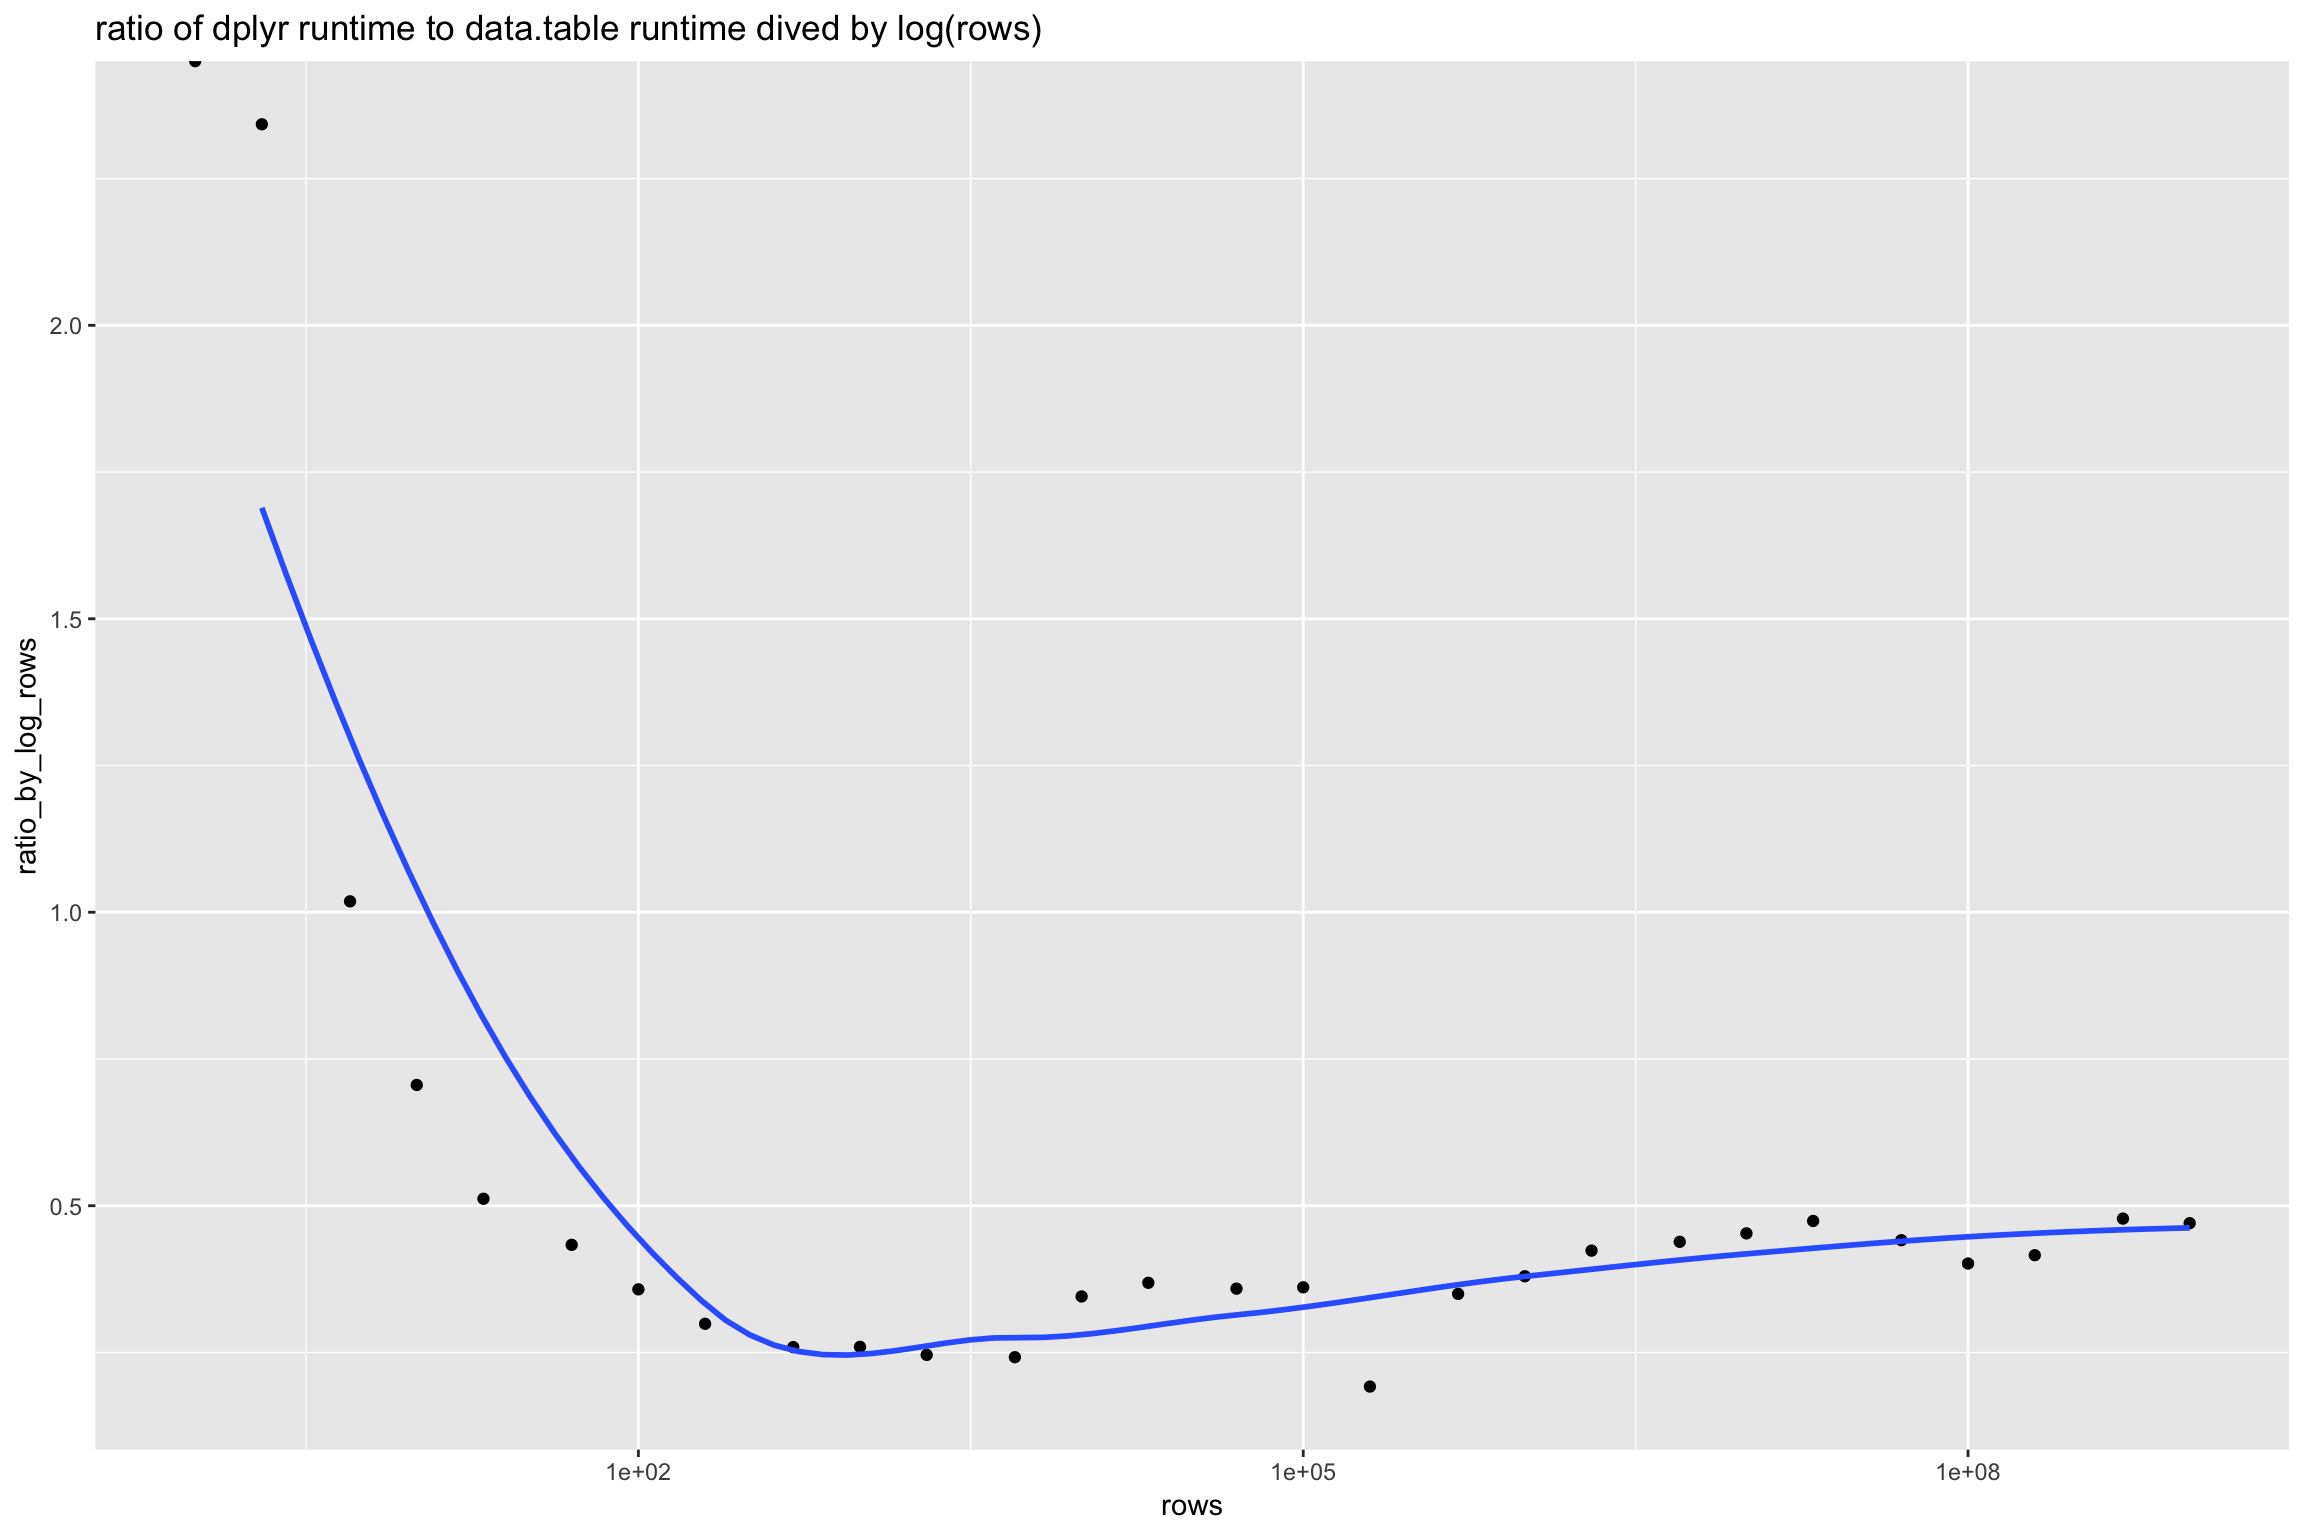 ratio of dplyr runtime to data.table runtime dived by log(rows)
2.0
1.5
1.0
0.5
ratio_by_log_rows
1e+02
1e+05
1e+08
rows